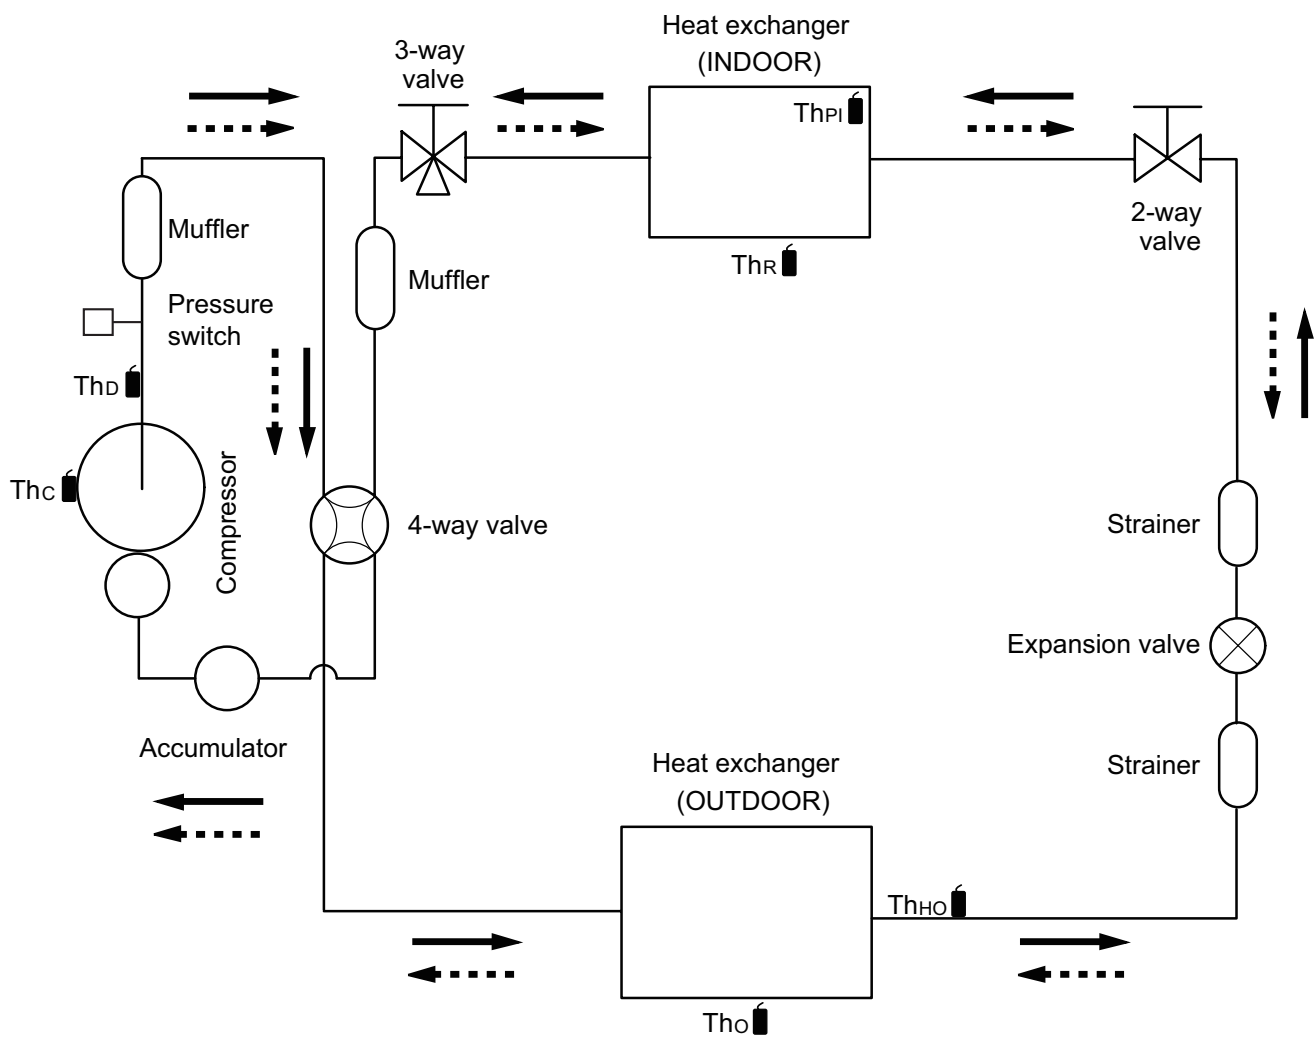 Heat exchanger
(INDOOR)
3-way
valve
ThPI
Muffler
2-way
valve
ThR
Muffler
Pressure
switch
ThD
ThC
Compressor
4-way valve
Strainer
Expansion valve
Accumulator
Heat exchanger
(OUTDOOR)
Strainer
ThHO
ThO